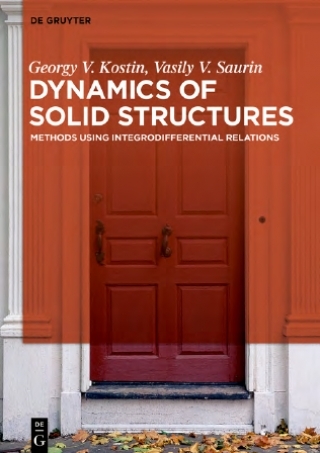 DE GRUYTER
Georgy V. Kostin, Vasily V. Saurin
DYNAMICS OF
SOLID STRUCTURES
METHODS USING INTEGRODIFFERENTIAL RELATIONS
DE
G